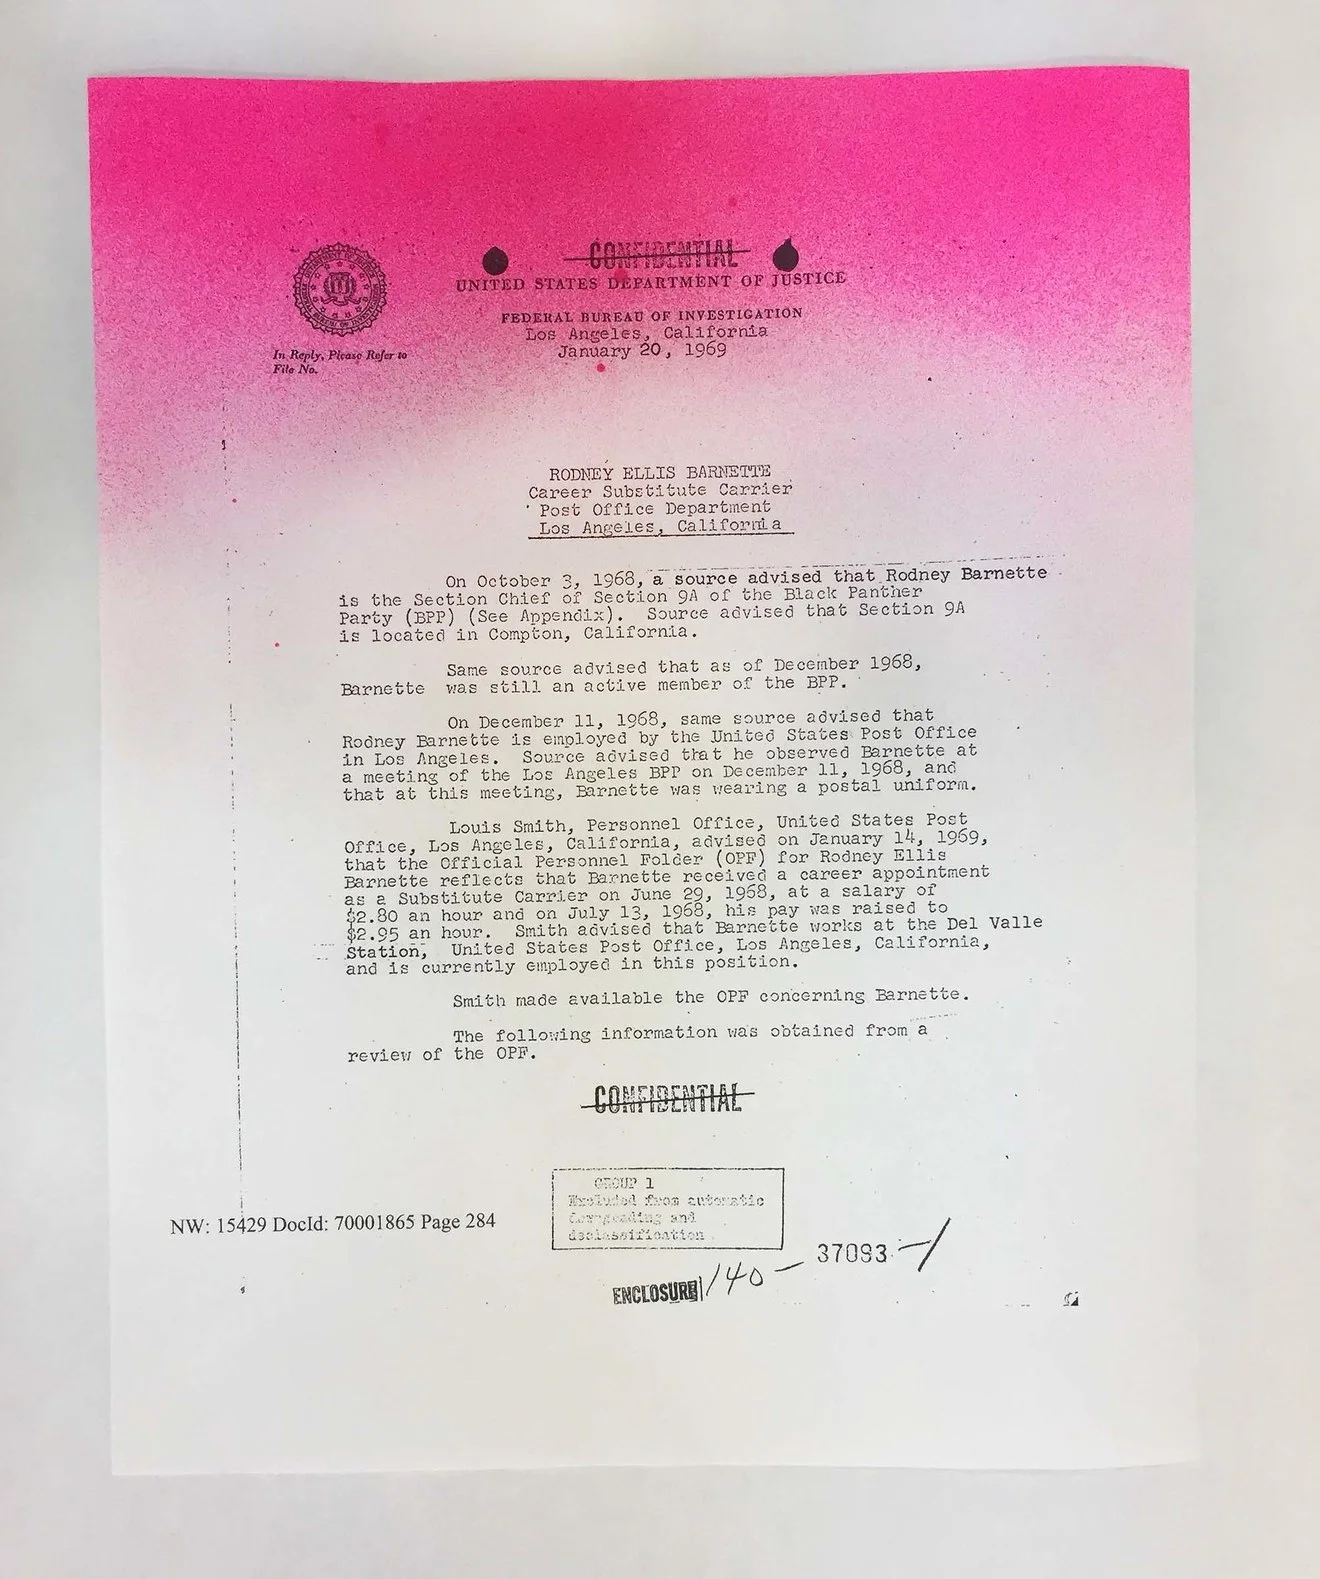 CONFIDENTIAL
UNITED STATES DEPARTMENT OF JUSTICE
FEDERAL BUREAU OF INVESTIGATION
Los Angeles, California
January 20, 1969
In Reply, Please Refer to
File No.
RODNEY ELLIS BARNETTE
Career Substitute Carrier
Post Office Department
Los Angeles, California
On October 3, 1968, a source advised that Rodney Barnette
is the Section Chief of Section 9A of the Black Panther
Party (BPP) (See Appendix). Source advised that Section 9A
is located in Compton, California.
Same source advised that as of December 1968,
Barnette was still an active member of the BPP.
On December 11, 1968, same source advised that
Rodney Barnette is employed by the United States Post Office
in Los Angeles. Source advised that he observed Barnette at
a meeting of the Los Angeles BPP on December 11, 1968, and
that at this meeting, Barnette was wearing a postal uniform.
Louis Smith, Personnel Office, United States Post
Office, Los Angeles, California, advised on January 14, 1969,
that the Official Personnel Folder (OPF) for Rodney Ellis
Barnette reflects that Barnette received a career appointment
as a Substitute Carrier on June 29, 1968, at a salary of
$2.80 an hour and on July 13, 1968, his pay was raised to
$2.95 an hour. Smith advised that Barnette works at the Del Valle
Station, United States Post Office, Los Angeles, California,
and is currently employed in this position.
Smith made available the OPF concerning Barnette.
The following information was obtained from a
review of the OPF.
CONFIDENTIAL
GROUP 1
Excluded from automatic
downgrading and
declassification
NW: 15429 DocId: 70001865 Page 284
37093-1
ENCLOSURE 140 -